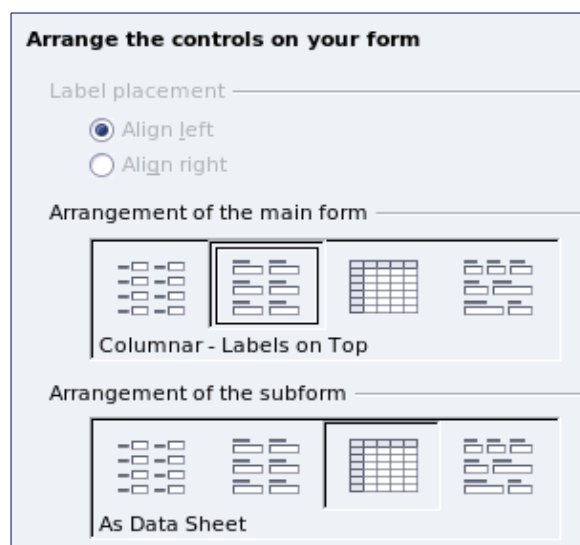 Arrange the controls on your form
Label placement
Align left
Align right
Arrangement of the main form
Columnar - Labels on Top
Arrangement of the subform
As Data Sheet